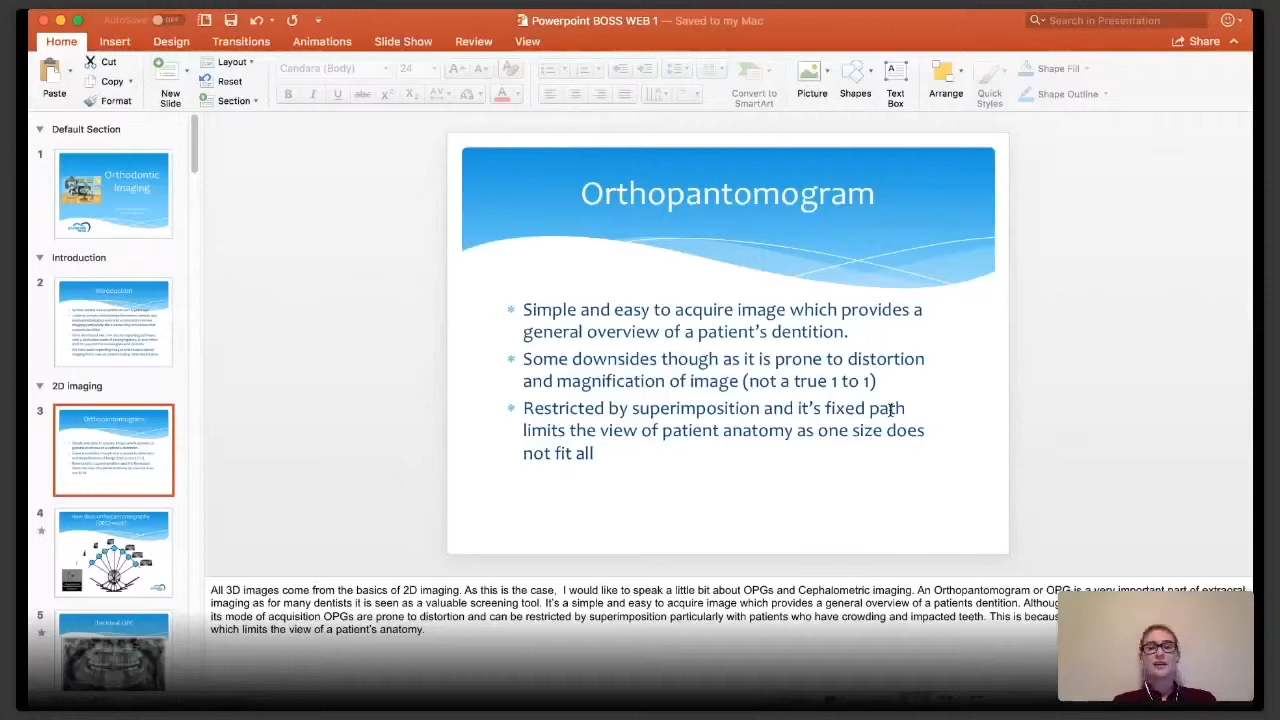 AutoSave OFF
Powerpoint BOSS WEB 1 — Saved to my Mac
Search in Presentation
Home Insert Design Transitions Animations Slide Show Review View
Share
Paste
Cut
Copy
Format
New
Slide
Layout
Reset
Section
Candara (Body) 24
Convert to
SmartArt
Picture
Shapes
Text
Box
Arrange
Quick
Styles
Shape Fill
Shape Outline
Default Section
1
Orthodontic
Imaging
Introduction
2
Introduction
2D imaging
3
Orthopantomogram
4
5
Orthopantomogram
Simple and easy to acquire image which provides a
general overview of a patient's dentition.
Some downsides though as it is prone to distortion
and magnification of image (not a true 1 to 1)
Restricted by superimposition and it's fixed path
limits the view of patient anatomy as one size does
not fit all
All 3D images come from the basics of 2D imaging. As this is the case, I would like to speak a little bit about OPGs and Cephalometric imaging. An Orthopantomogram or OPG is a very important part of extraoral
imaging as for many dentists it is seen as a valuable screening tool. It's a simple and easy to acquire image which provides a general overview of a patients dentition.
its mode of acquisition OPGs are prone to distortion and can be restricted by superimposition particularly with patients who have crowding and impacted teeth. This is
which limits the view of a patient's anatomy.